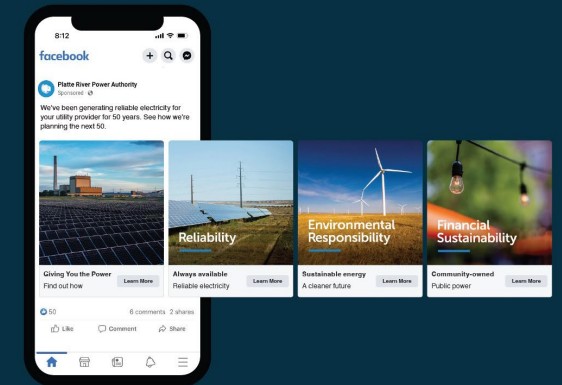 8:12
facebook
Platte River Power Authority
Sponsored ·
We've been generating reliable electricity for
your utility provider for 50 years. See how we're
planning the next 50.
Reliability
Environmental
Responsibility
Financial
Sustainability
Giving You the Power
Find out how
Learn More
Always available
Reliable electricity
Learn More
Sustainable energy
A cleaner future
Learn More
Community-owned
Public power
Learn More
50
6 comments 2 shares
Like
Comment
Share